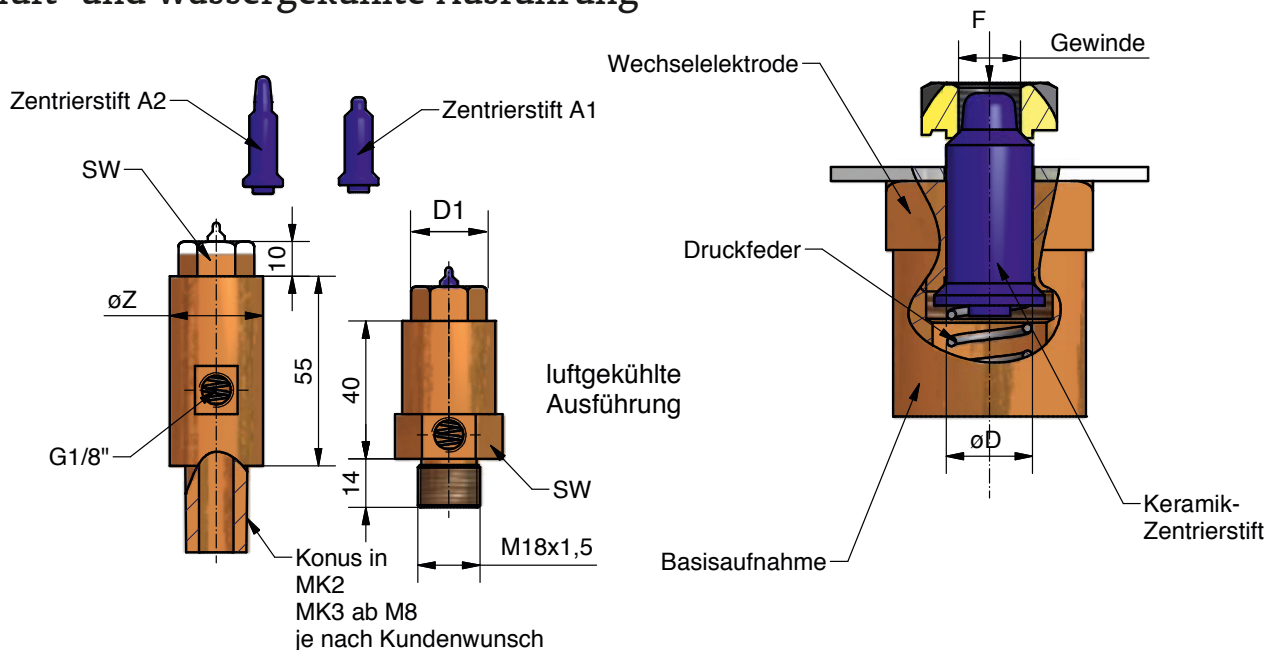 und wassergekühlte Ausführung
Zentrierstift A2
Zentrierstift A1
SW
D1
10
øZ
55
40
luftgekühlte
Ausführung
G1/8"
14
SW
M18x1,5
Konus in
MK2
MK3 ab M8
je nach Kundenwunsch
F
Gewinde
Wechselelektrode
Druckfeder
øD
Keramik-
Zentrierstift
Basisaufnahme